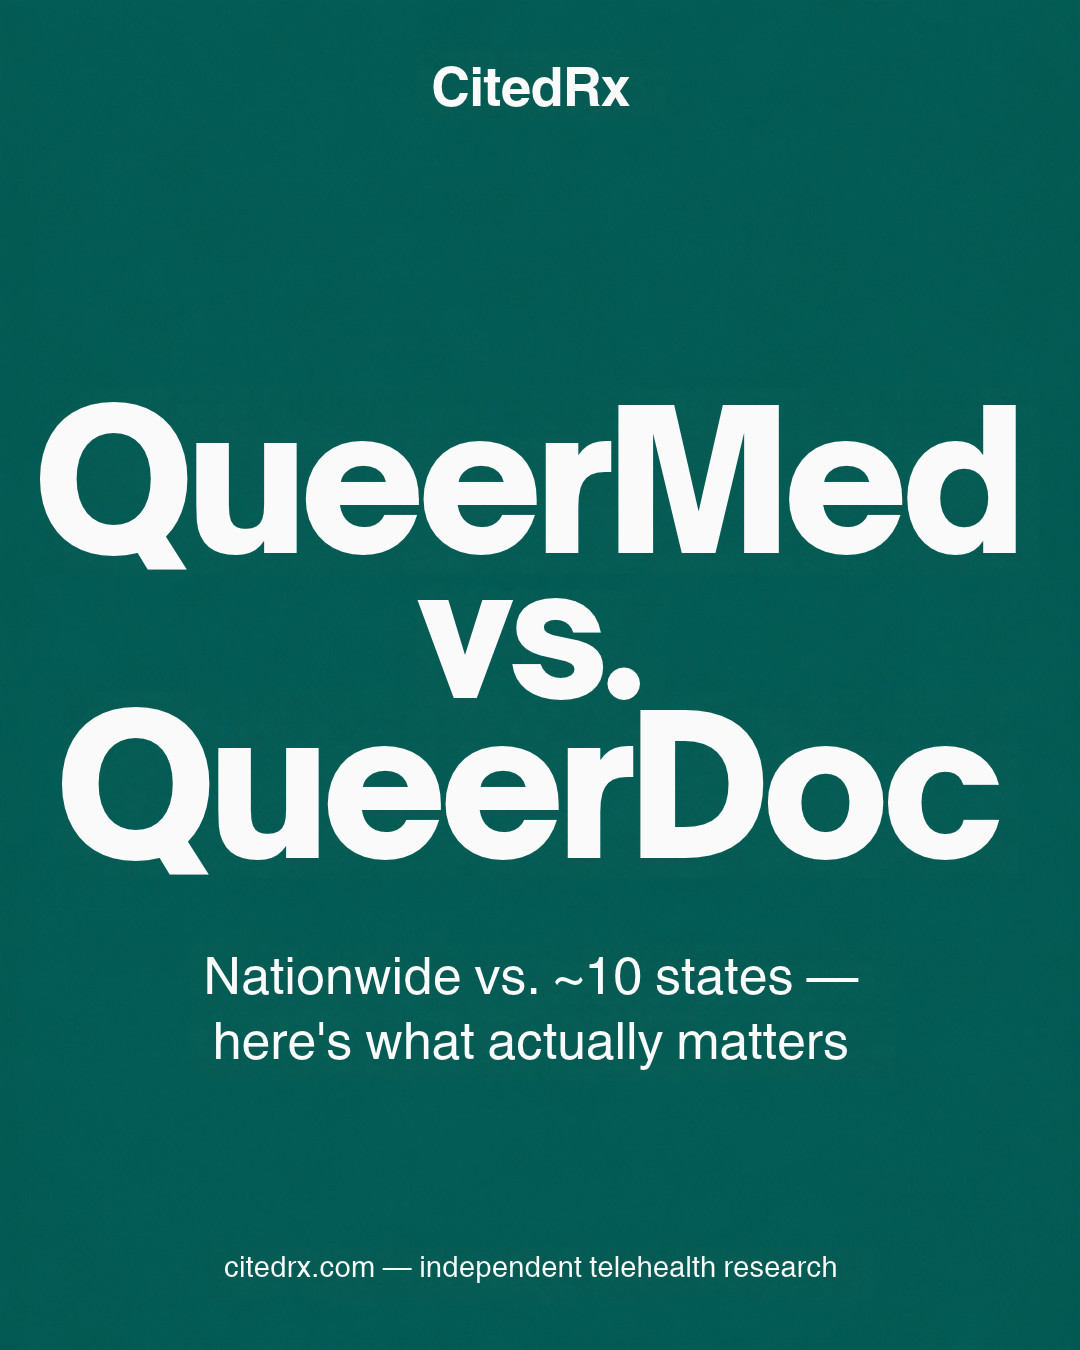 CitedRx
QueerMed
vs.
QueerDoc
Nationwide vs. ~10 states —
here's what actually matters
citedrx.com — independent telehealth research